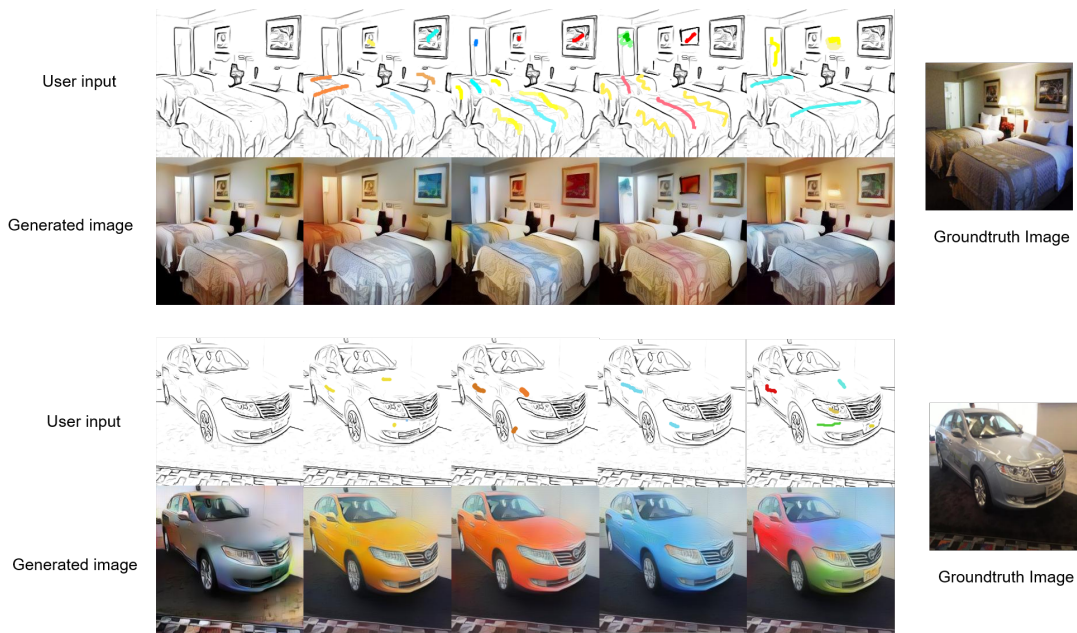 User input
Generated image
Groundtruth Image
User input
Generated image
Groundtruth Image